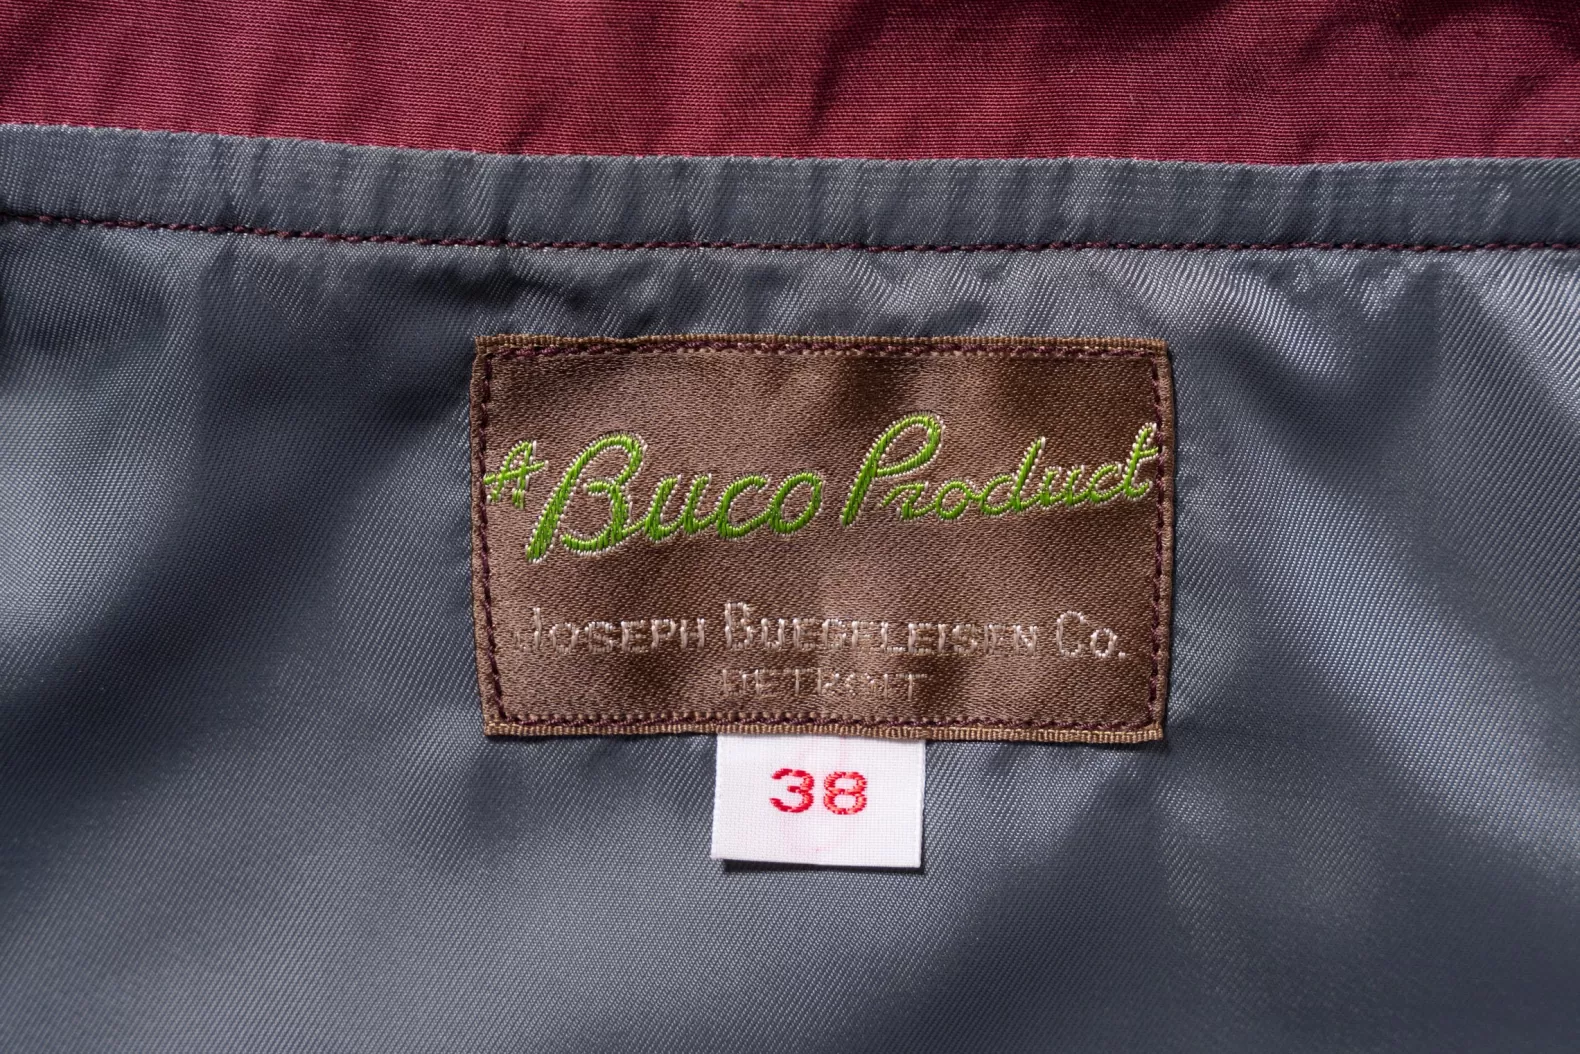 A Buco Product
JOSEPH BUEGELEISEN CO.
DETROIT
38